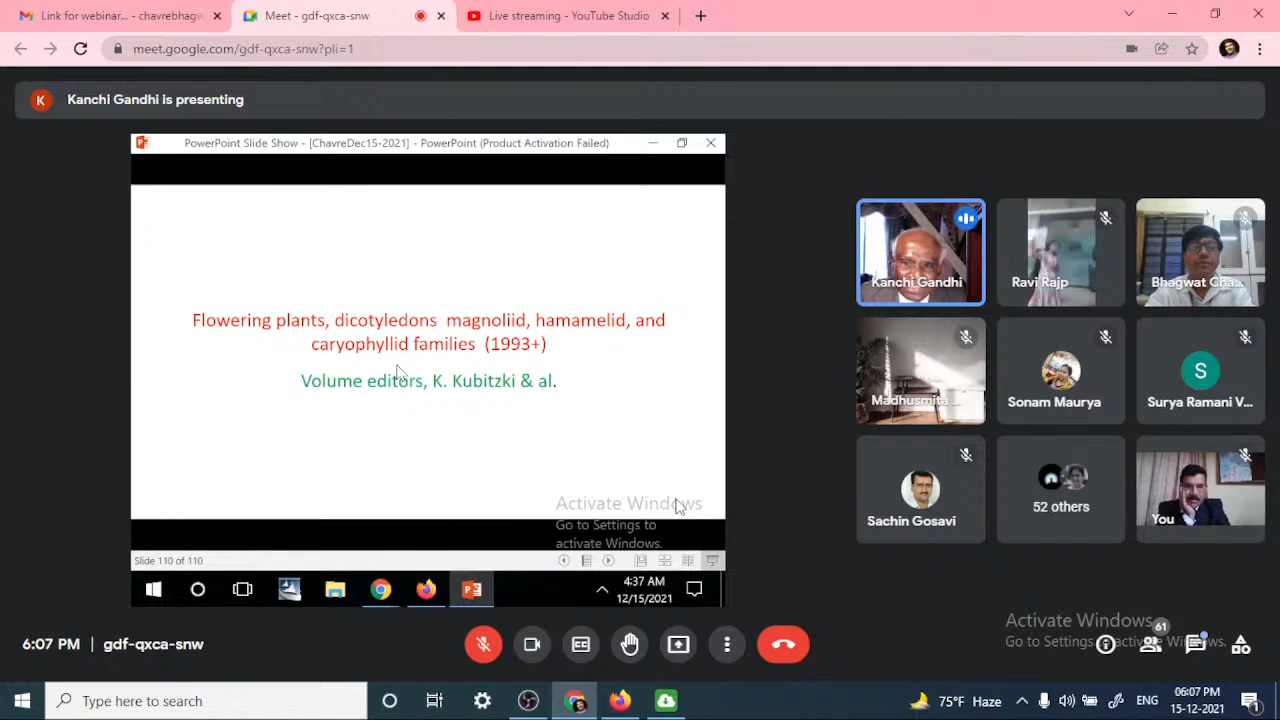 Link for webinar... - chavrebhagw
Meet - gdf-qxca-snw
Live streaming - YouTube Studio
meet.google.com/gdf-qxca-snw?pli=1
K
Kanchi Gandhi is presenting
PowerPoint Slide Show - [ChavreDec15-2021] - PowerPoint (Product Activation Failed)
Flowering plants, dicotyledons magnoliid, hamamelid, and
caryophyllid families (1993+)
Volume editors, K. Kubitzki & al.
Activate Windows
Go to Settings to
activate Windows.
Slide 110 of 110
4:37 AM
12/15/2021
Kanchi Gandhi
Ravi Rajp
Bhagwat Cha...
Madhusmita ...
Sonam Maurya
S
Surya Ramani V...
Sachin Gosavi
52 others
You
6:07 PM | gdf-qxca-snw
Activate Windows
Go to Settings to activate Windows.
61
Type here to search
75°F Haze
ENG
06:07 PM
15-12-2021
1